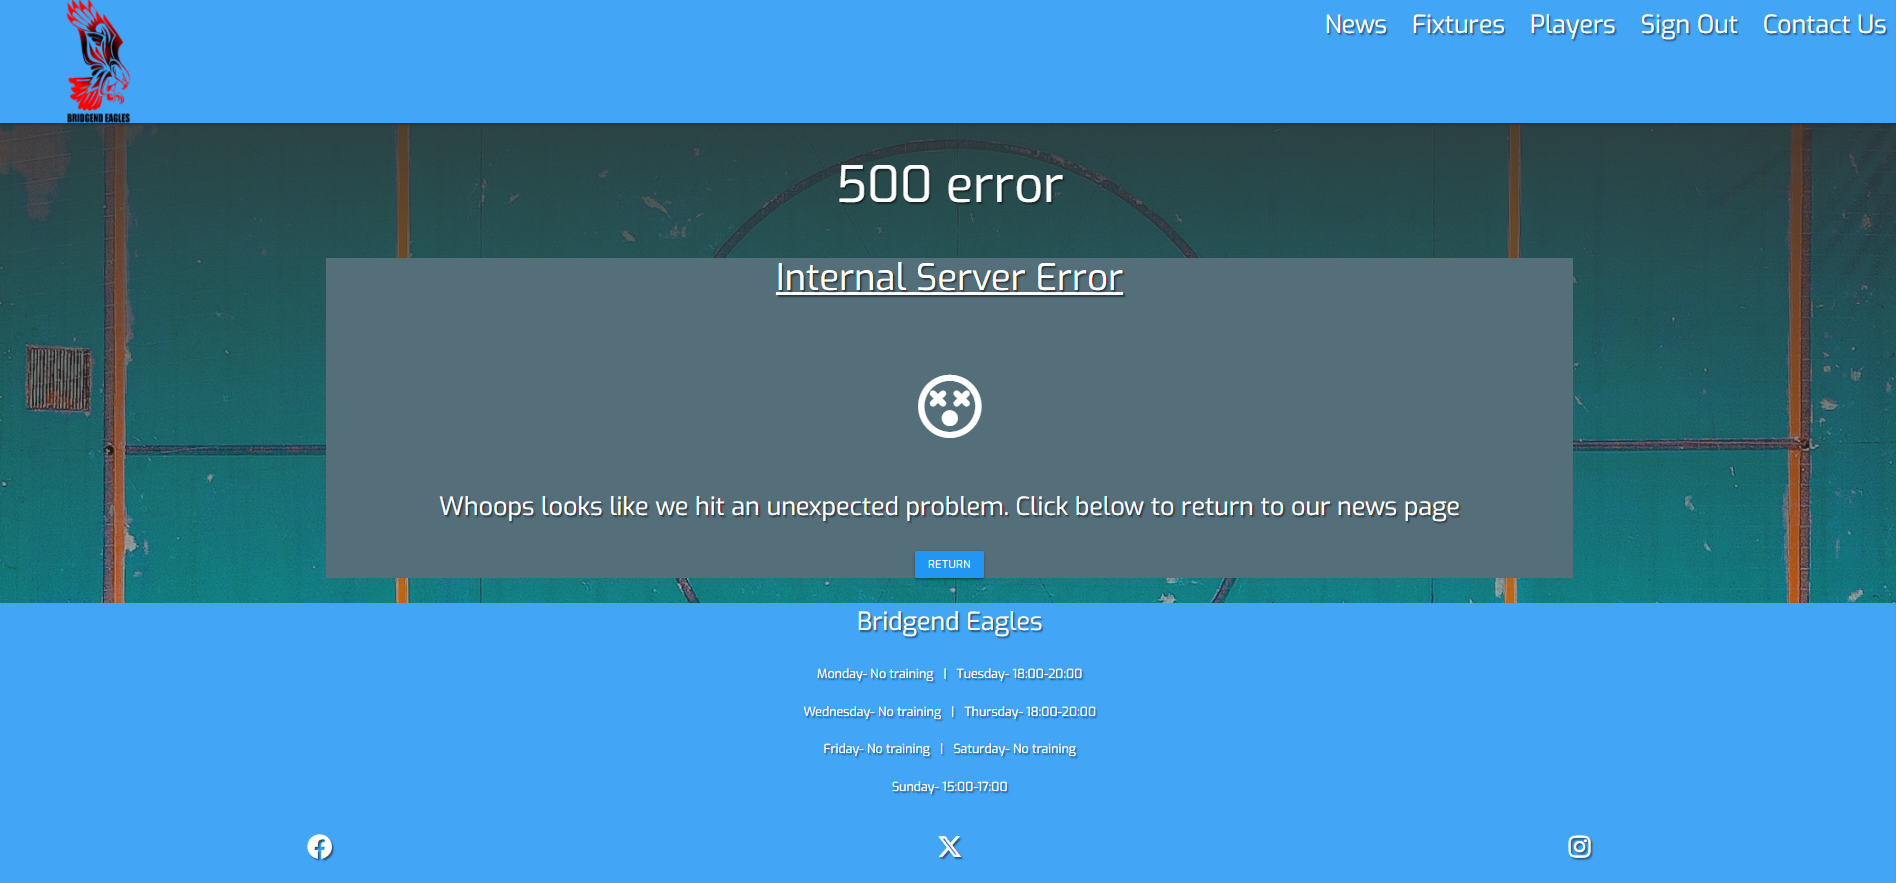 BRIDGEND EAGLES
News Fixtures Players Sign Out Contact Us
500 error
Internal Server Error
Whoops looks like we hit an unexpected problem. Click below to return to our news page
RETURN
Bridgend Eagles
Monday- No training | Tuesday- 18:00-20:00
Wednesday- No training | Thursday- 18:00-20:00
Friday- No training | Saturday- No training
Sunday- 15:00-17:00